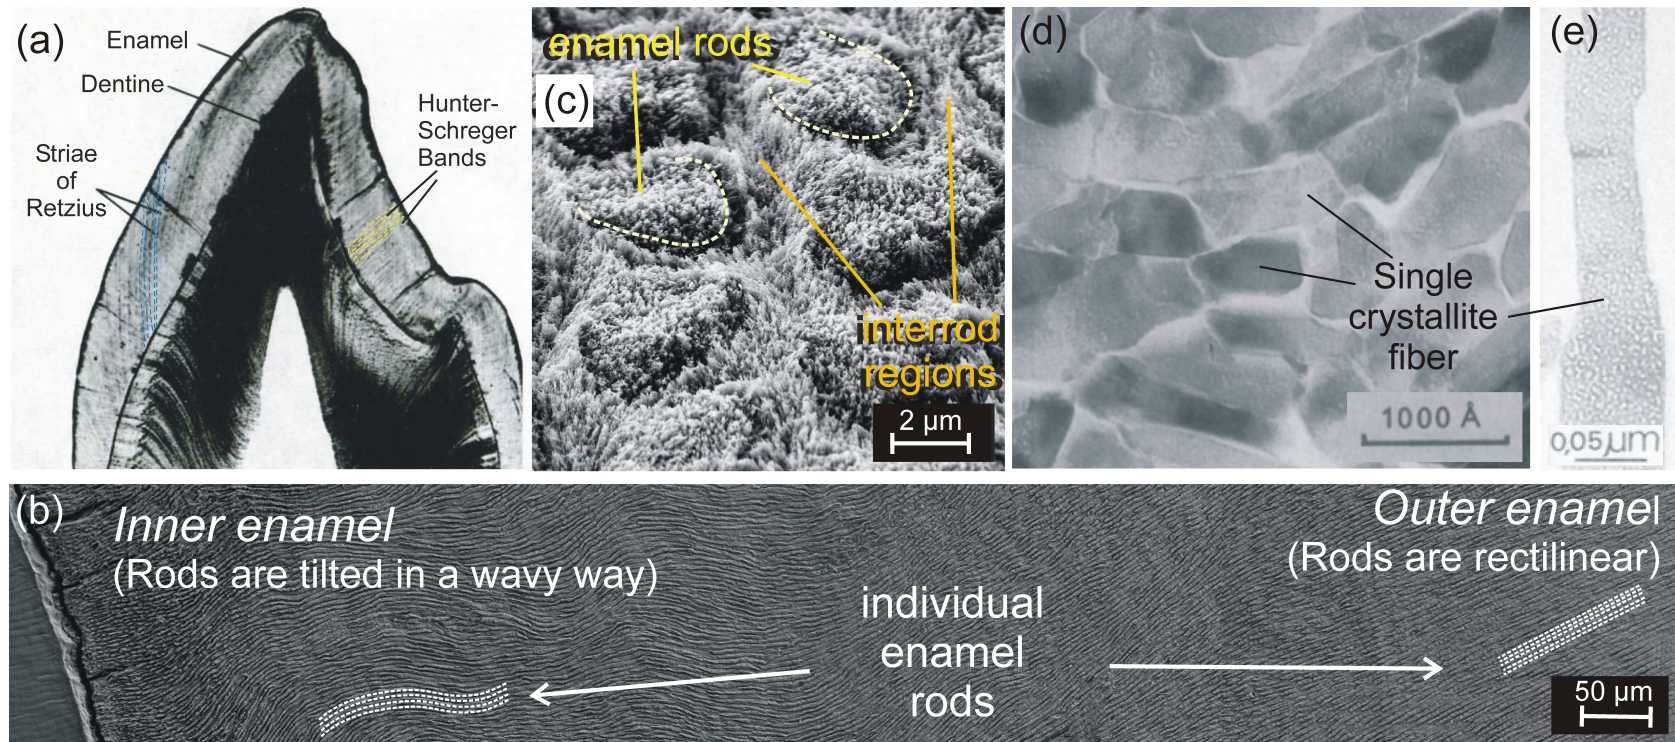 (a)
Enamel
Dentine
Striae
of
Retzius
Hunter-
Schreger
Bands
enamel rods
(c)
interrod
regions
2 µm
(d)
Single
crystallite
fiber
1000 Å
(e)
0,05µm
(b)
Inner enamel
(Rods are tilted in a wavy way)
individual
enamel
rods
Outer enamel
(Rods are rectilinear)
50 µm